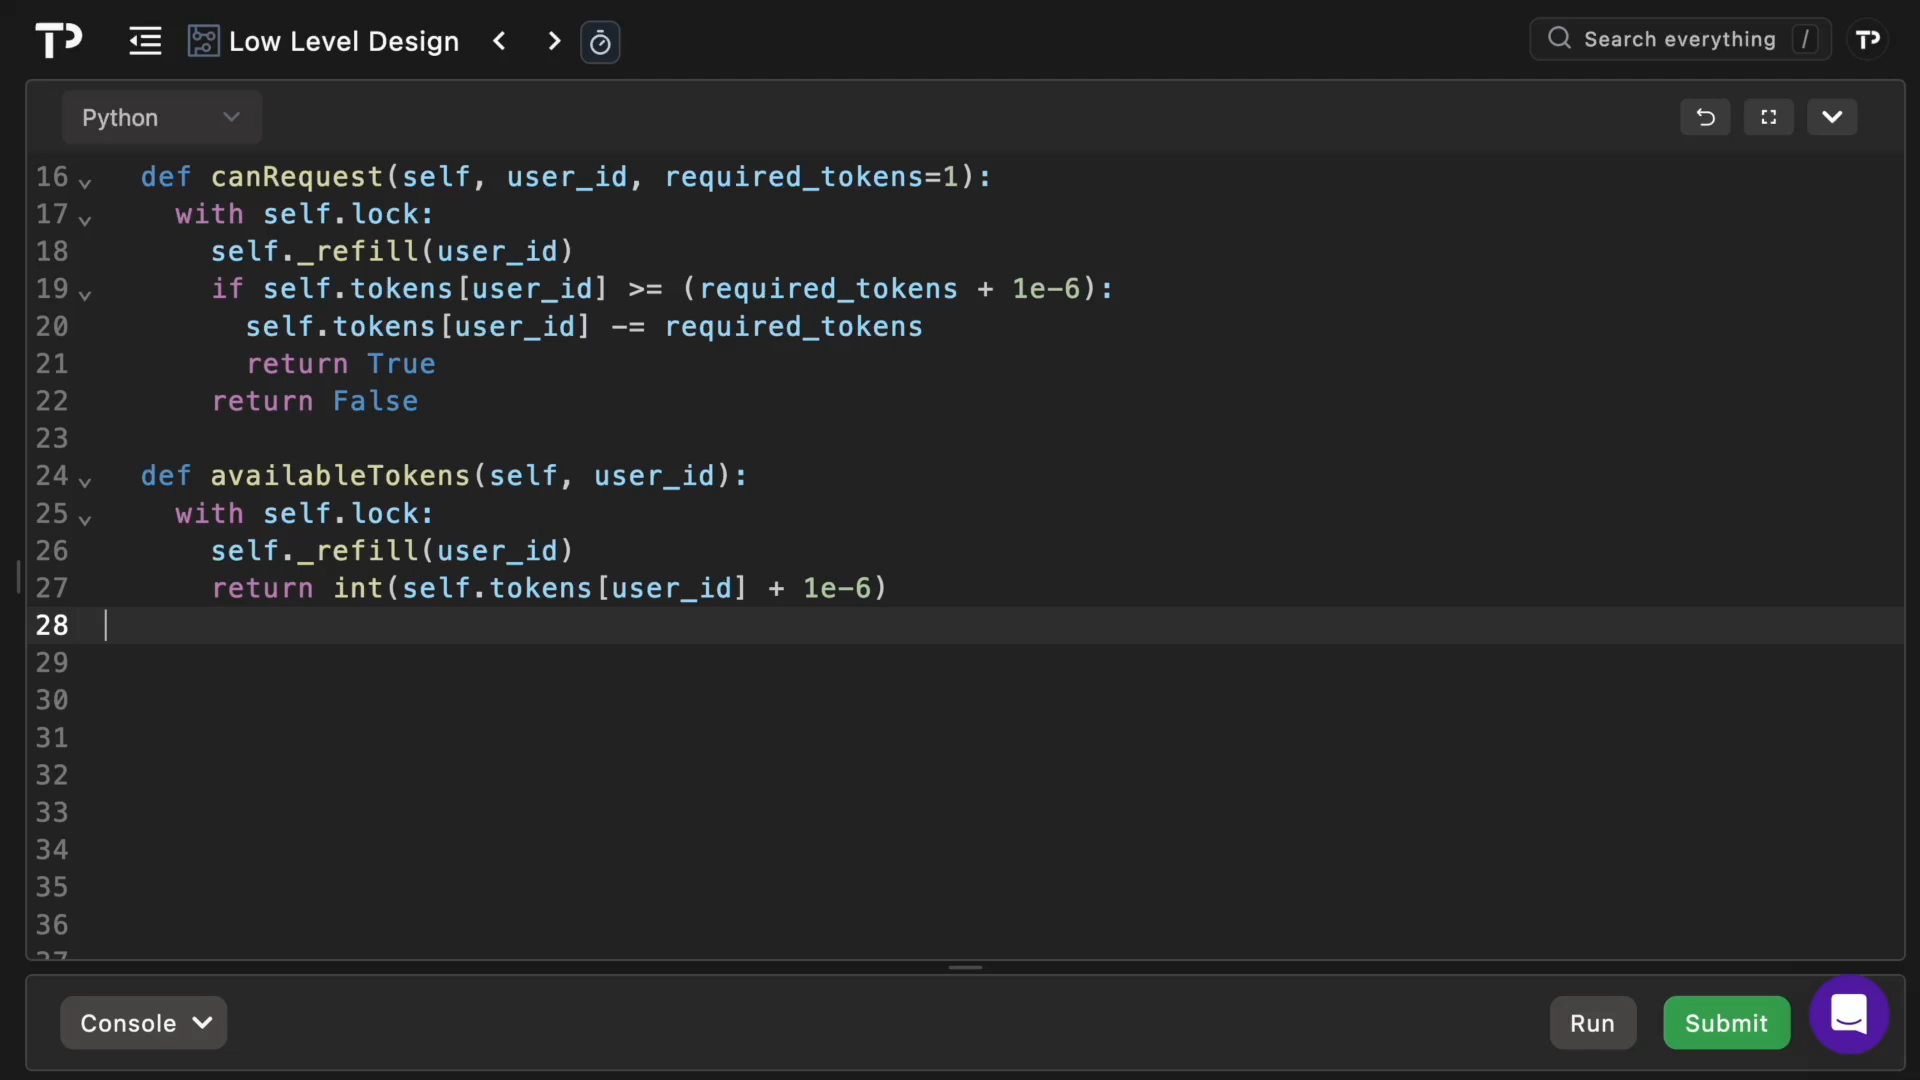 TP Low Level Design Search everything / TP
Python
16 def canRequest(self, user_id, required_tokens=1):
17 with self.lock:
18 self._refill(user_id)
19 if self.tokens[user_id] >= (required_tokens + 1e-6):
20 self.tokens[user_id] -= required_tokens
21 return True
22 return False
23
24 def availableTokens(self, user_id):
25 with self.lock:
26 self._refill(user_id)
27 return int(self.tokens[user_id] + 1e-6)
28
29
30
31
32
33
34
35
36
37
Console Run Submit